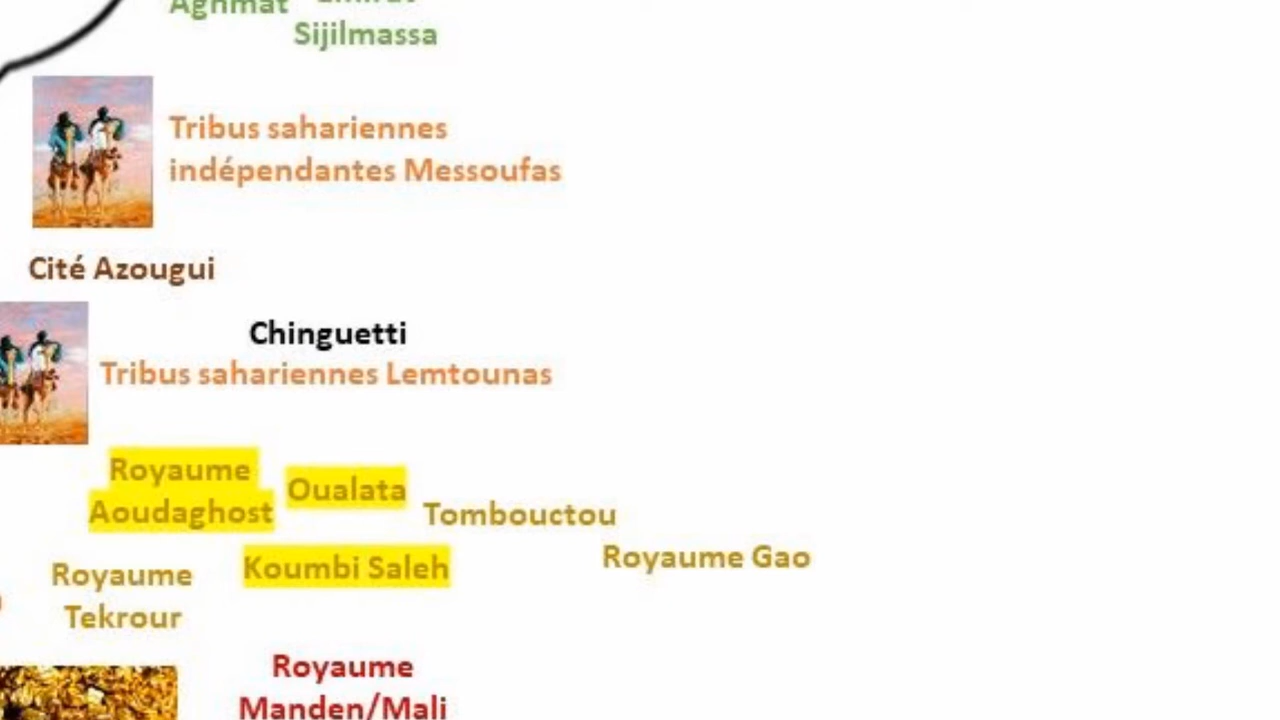 Aghmat
Sijilmassa
Tribus sahariennes
indépendantes Messoufas
Cité Azougui
Chinguetti
Tribus sahariennes Lemtounas
Royaume
Aoudaghost
Oualata
Tombouctou
Royaume Gao
Koumbi Saleh
Royaume
Tekrour
Royaume
Manden/Mali